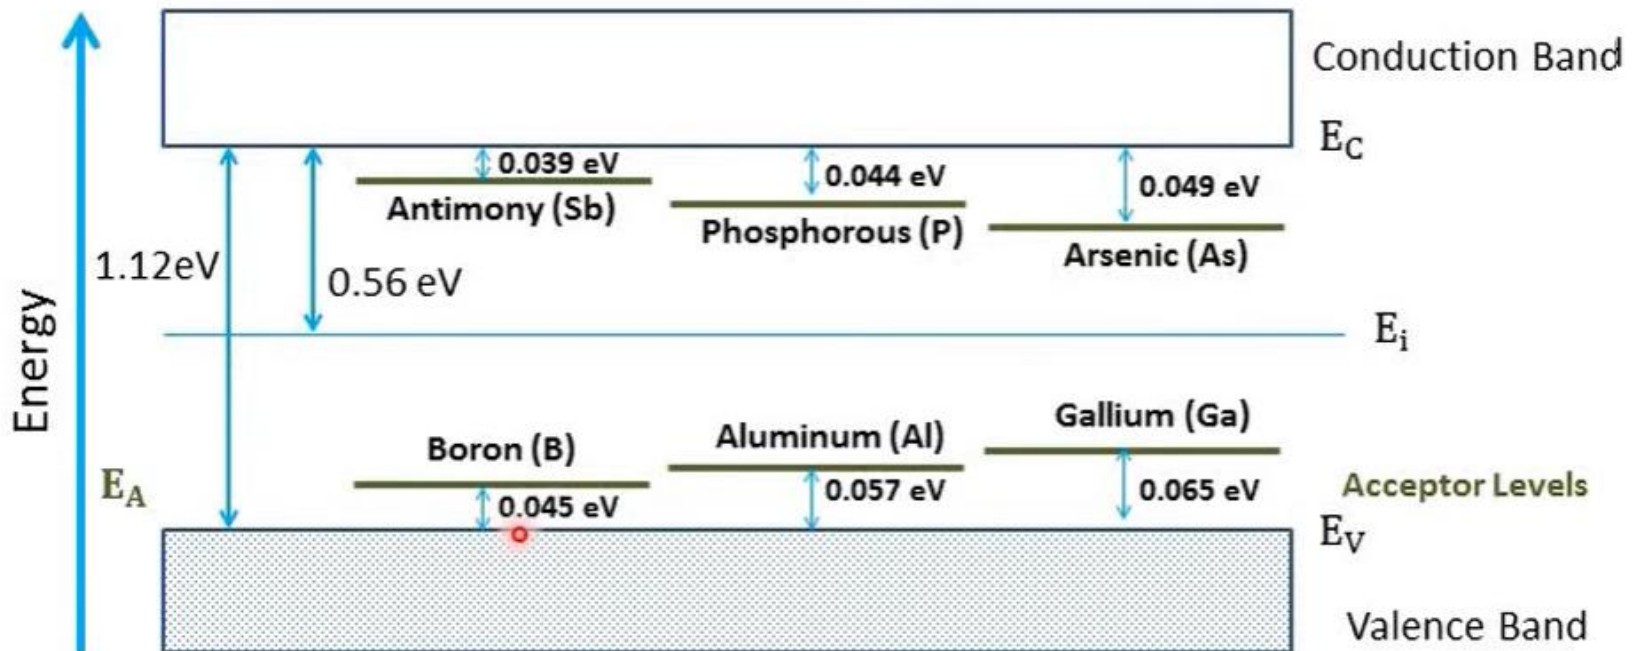 Conduction Band
E_C
0.039 eV
0.044 eV
0.049 eV
Antimony (Sb)
Phosphorous (P)
Arsenic (As)
1.12eV
0.56 eV
Energy
E_i
Boron (B)
Aluminum (Al)
Gallium (Ga)
E_A
0.045 eV
0.057 eV
0.065 eV
Acceptor Levels
E_V
Valence Band